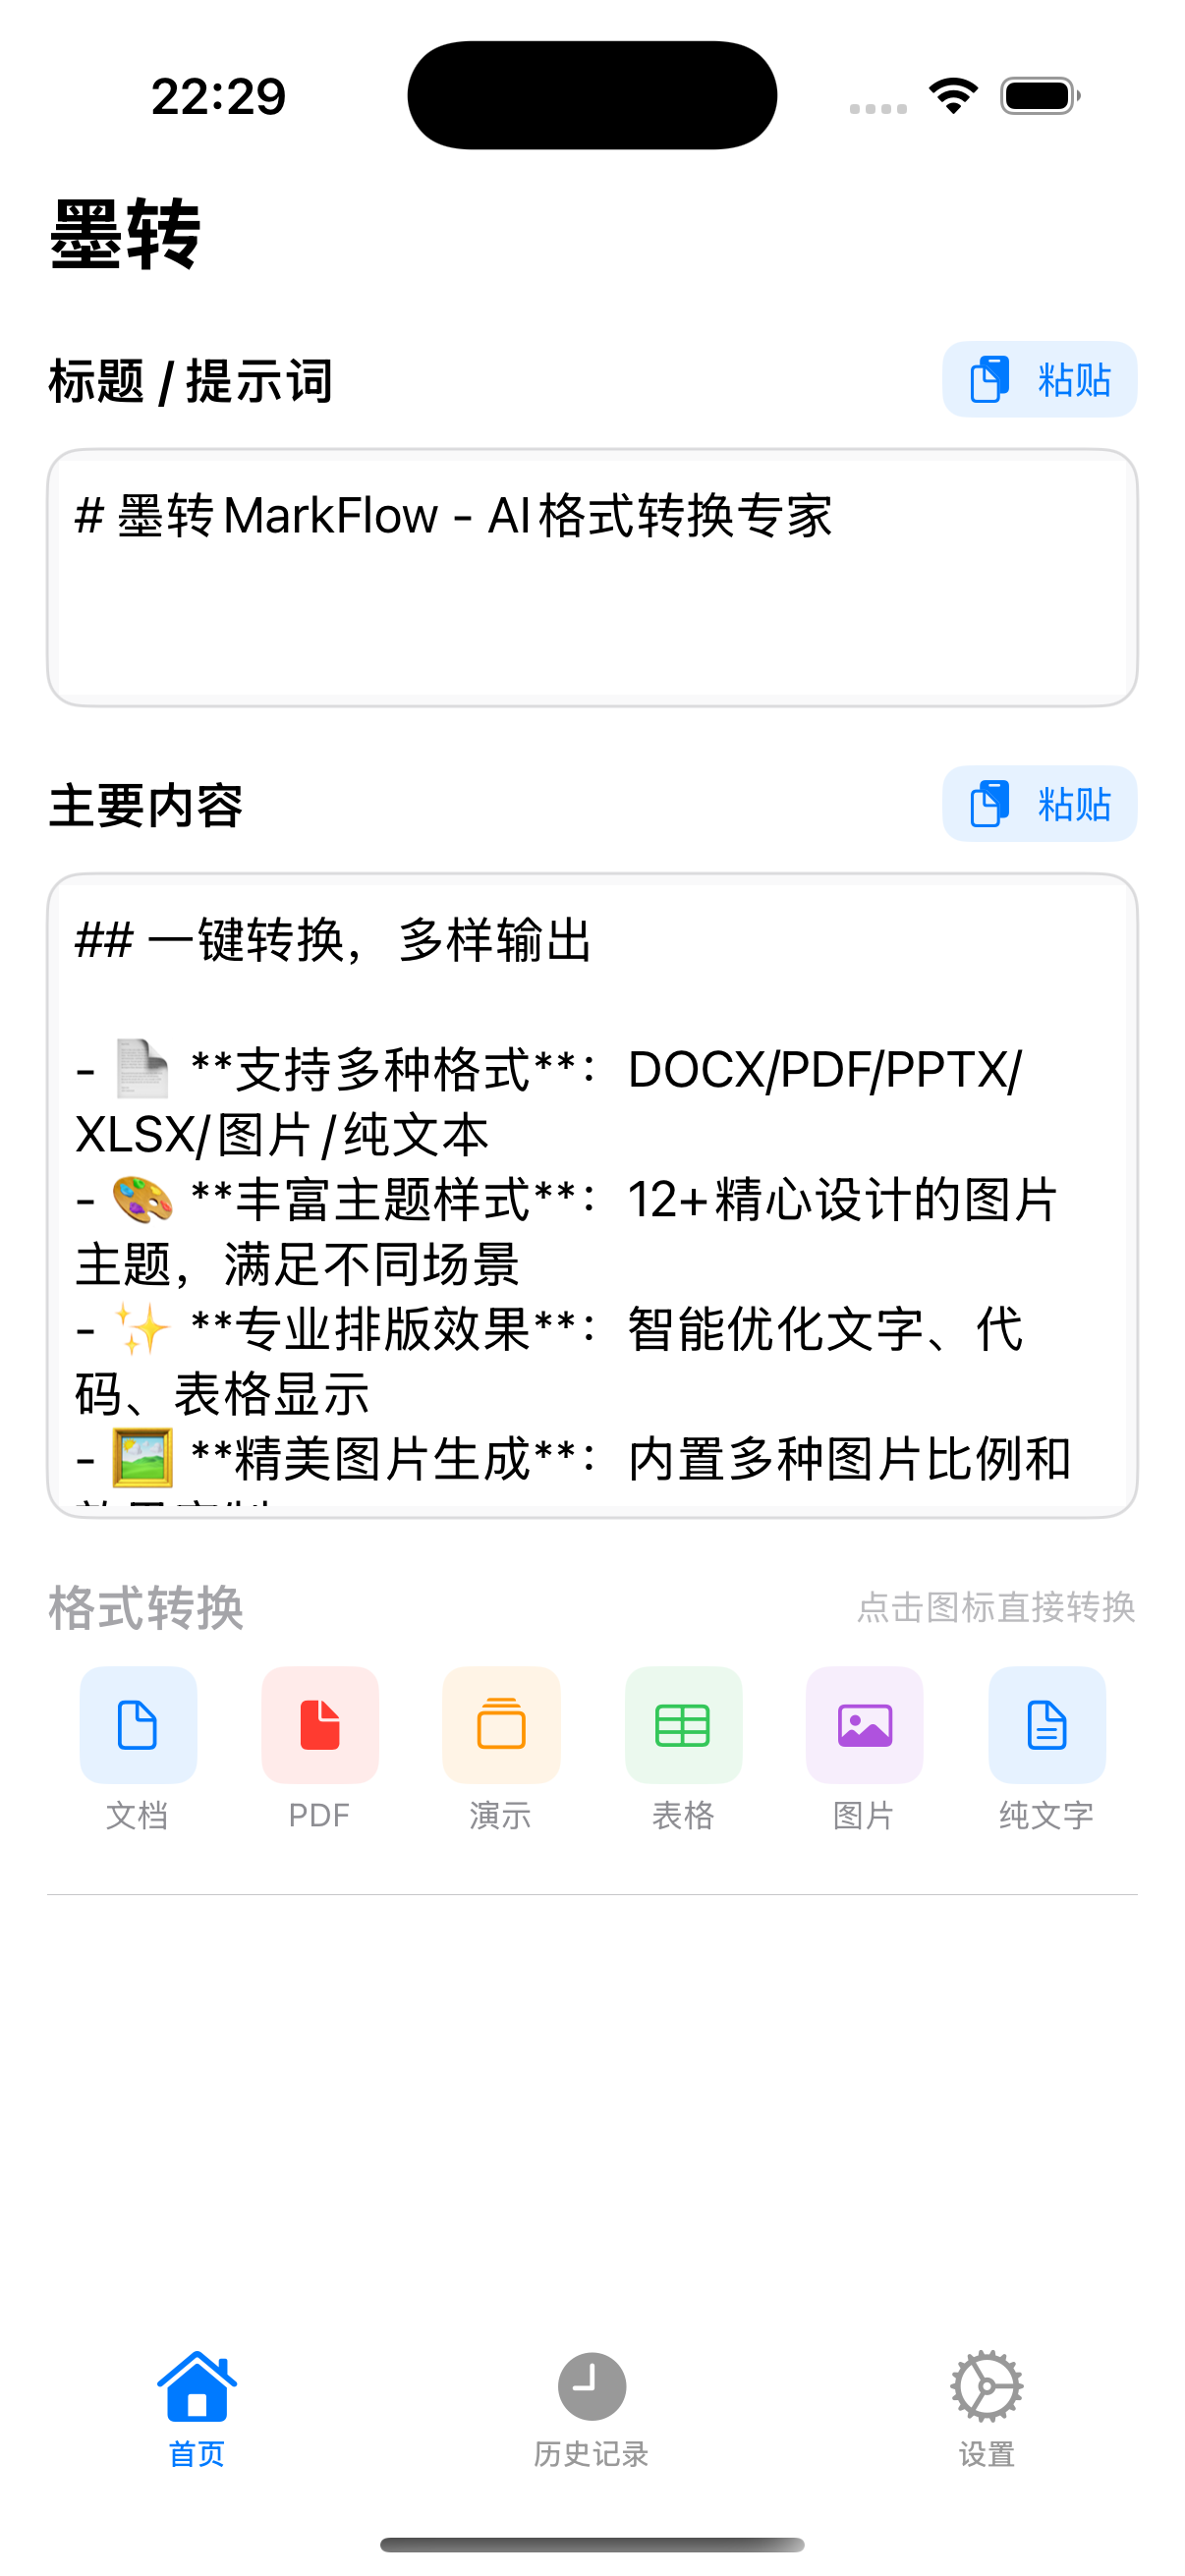 22:29
墨转
标题 / 提示词
粘贴
# 墨转 MarkFlow - AI 格式转换专家
主要内容
粘贴
## 一键转换，多样输出
- 📄 **支持多种格式**：DOCX/PDF/PPTX/
XLSX/图片/纯文本
- 🎨 **丰富主题样式**：12+精心设计的图片
主题，满足不同场景
- ✨ **专业排版效果**：智能优化文字、代
码、表格显示
- 🖼️ **精美图片生成**：内置多种图片比例和
格式转换
点击图标直接转换
文档
PDF
演示
表格
图片
纯文字
首页
历史记录
设置